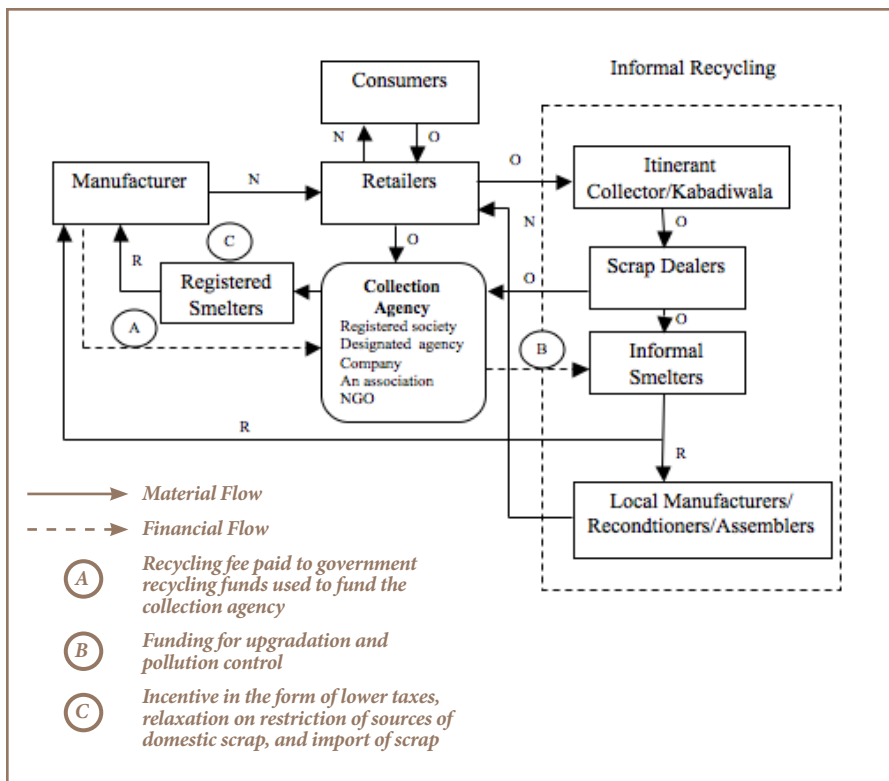 Informal Recycling
Consumers
N
O
Manufacturer
N
Retailers
O
Itinerant
Collector/Kabadiwala
N
O
C
O
R
Registered
Smelters
Collection
Agency
Registered society
Designated agency
Company
An association
NGO
O
Scrap Dealers
A
O
B
Informal
Smelters
R
R
Local Manufacturers/
Recondtioners/Assemblers
Material Flow
Financial Flow
A
Recycling fee paid to government
recycling funds used to fund the
collection agency
B
Funding for upgradation and
pollution control
C
Incentive in the form of lower taxes,
relaxation on restriction of sources of
domestic scrap, and import of scrap